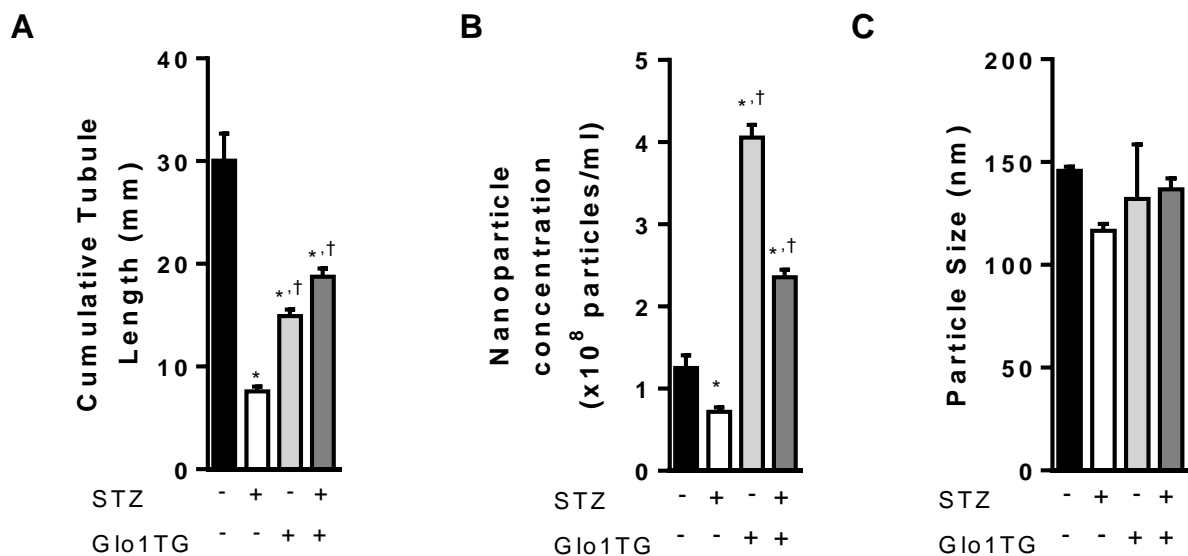 A
Cumulative Tubule
Length (mm)
40
30
20
10
0
*
*,†
*,†
STZ - + - +
Glo1TG - - + +
B
Nanoparticle
concentration
(x10⁸ particles/ml)
5
4
3
2
1
0
*
*,†
*,†
STZ - + - +
Glo1TG - - + +
C
Particle Size (nm)
200
150
100
50
0
STZ - + - +
Glo1TG - - + +